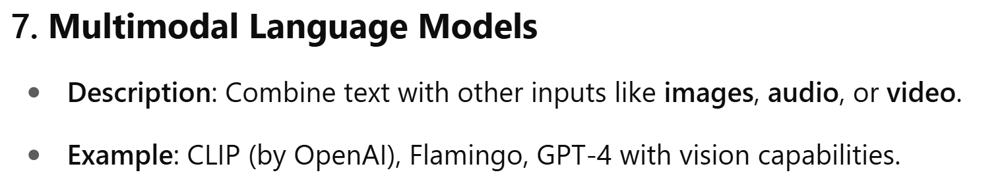 7. Multimodal Language Models
• Description: Combine text with other inputs like images, audio, or video.
• Example: CLIP (by OpenAI), Flamingo, GPT-4 with vision capabilities.